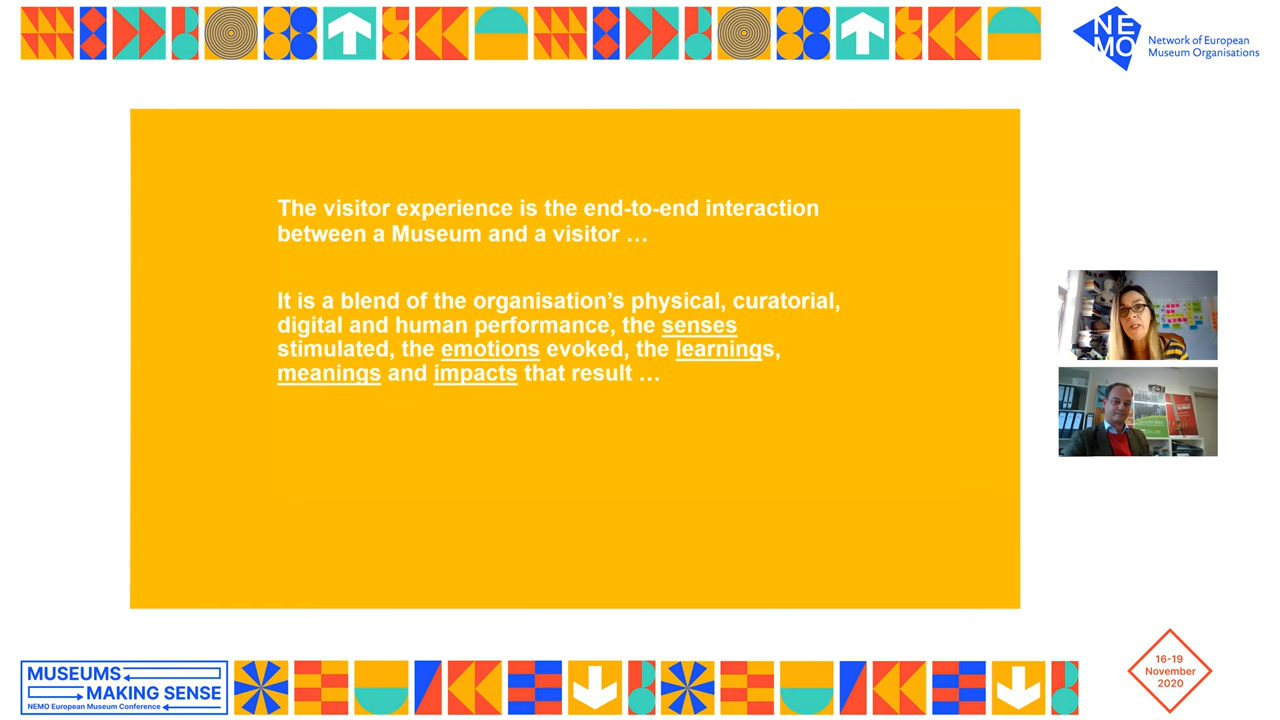 NE
MO
Network of European
Museum Organisations
The visitor experience is the end-to-end interaction
between a Museum and a visitor …
It is a blend of the organisation’s physical, curatorial,
digital and human performance, the senses
stimulated, the emotions evoked, the learnings,
meanings and impacts that result …
MUSEUMS
MAKING SENSE
NEMO European Museum Conference
16-19
November
2020